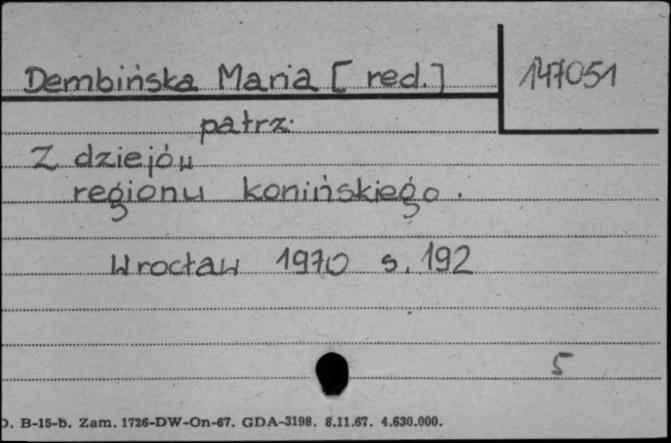 Dembińska Maria [red.] 147051
patrz:
Z dziejów
regionu konińskiego.
Wrocław 1970 s. 192
5
D. B-15-b. Zam. 1726-DW-On-67. GDA-3198. 8.11.67. 4.630.000.